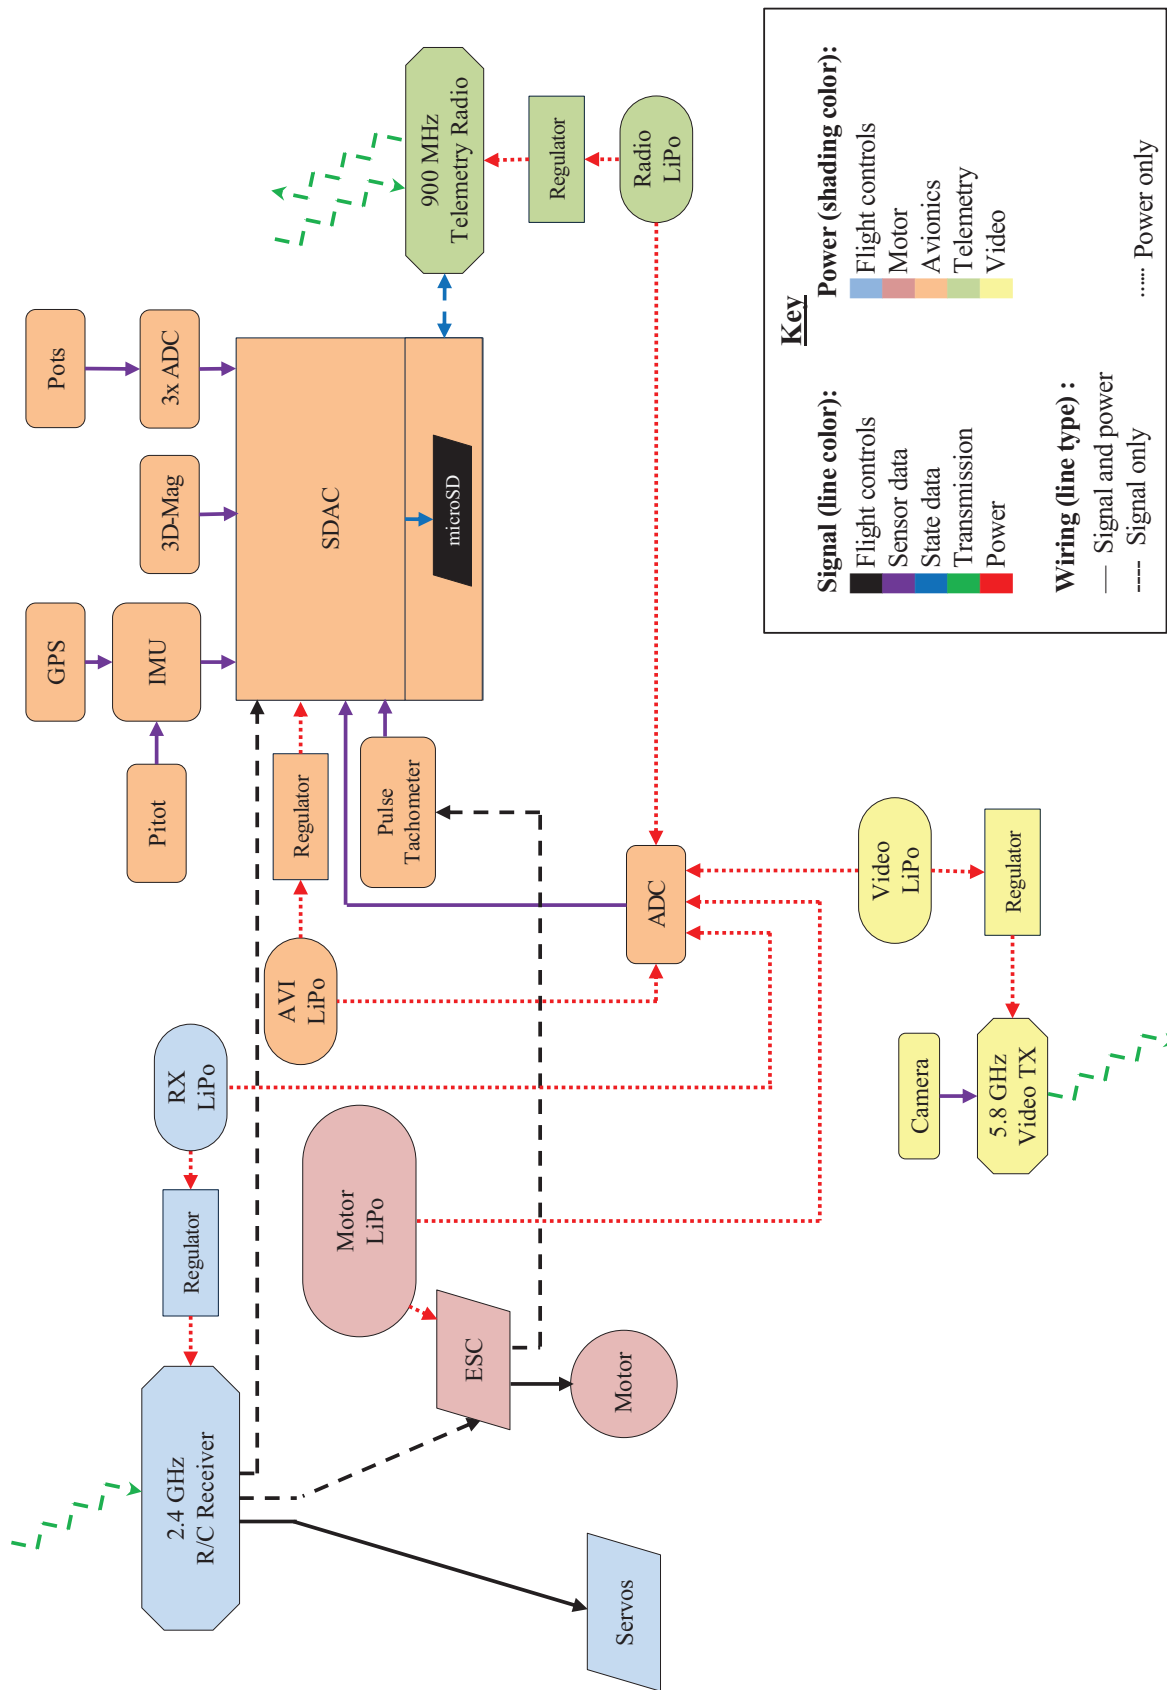 GPS
Pots
Pitot
IMU
3D-Mag
3x ADC
2.4 GHz
R/C Receiver
Regulator
RX
LiPo
AVI
LiPo
Regulator
SDAC
Motor
LiPo
Pulse
Tachometer
microSD
900 MHz
Telemetry Radio
ESC
Regulator
Servos
Motor
ADC
Radio
LiPo
Camera
Video
LiPo
5.8 GHz
Video TX
Regulator
Key
Signal (line color):
Flight controls
Sensor data
State data
Transmission
Power
Power (shading color):
Flight controls
Motor
Avionics
Telemetry
Video
Wiring (line type) :
Signal and power
Signal only
Power only